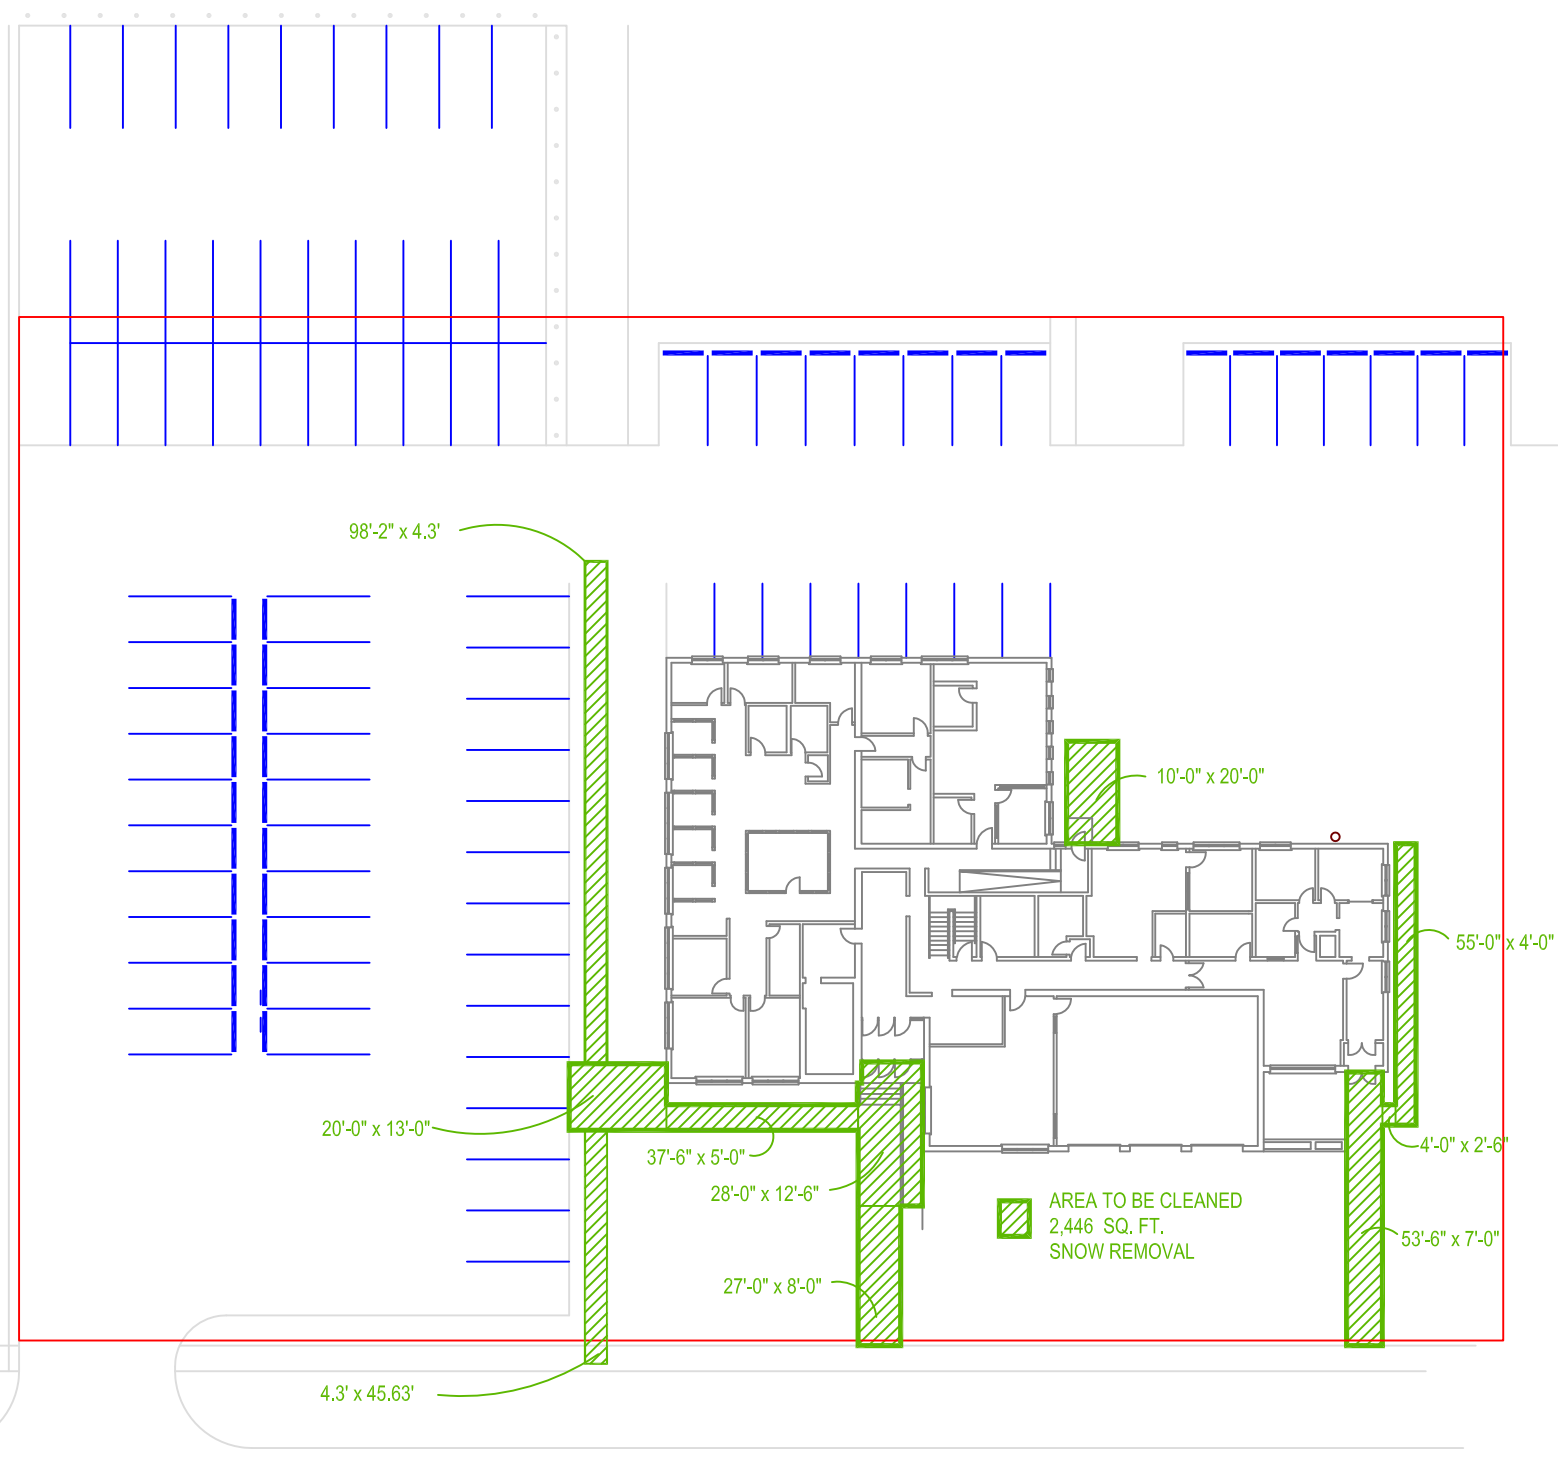 98'-2" x 4.3'
10'-0" x 20'-0"
55'-0" x 4'-0"
20'-0" x 13'-0"
37'-6" x 5'-0"
4'-0" x 2'-6"
28'-0" x 12'-6"
AREA TO BE CLEANED
2,446 SQ. FT.
SNOW REMOVAL
53'-6" x 7'-0"
27'-0" x 8'-0"
4.3' x 45.63'